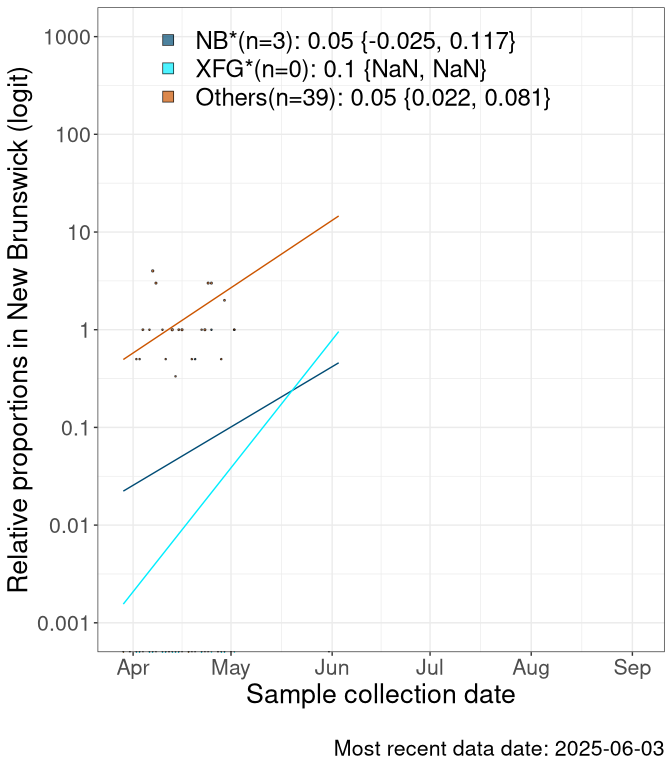 NB*(n=3): 0.05 {-0.025, 0.117}
XFG*(n=0): 0.1 {NaN, NaN}
Others(n=39): 0.05 {0.022, 0.081}
Relative proportions in New Brunswick (logit)
1000
100
10
1
0.1
0.01
0.001
Apr May Jun Jul Aug Sep
Sample collection date
Most recent data date: 2025-06-03